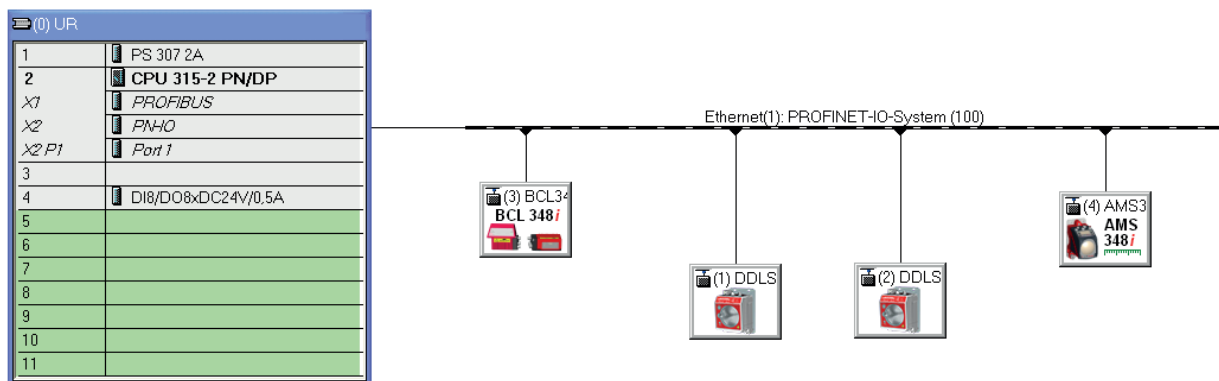 (0) UR
1 PS 307 2A
2 CPU 315-2 PN/DP
X1 PROFIBUS
X2 PN-IO
X2 P1 Port 1
3
4 DI8/DO8xDC24V/0,5A
5
6
7
8
9
10
11
Ethernet(1): PROFINET-IO-System (100)
(3) BCL34
BCL 348i
(1) DDLS
(2) DDLS
(4) AMS3
AMS
348i